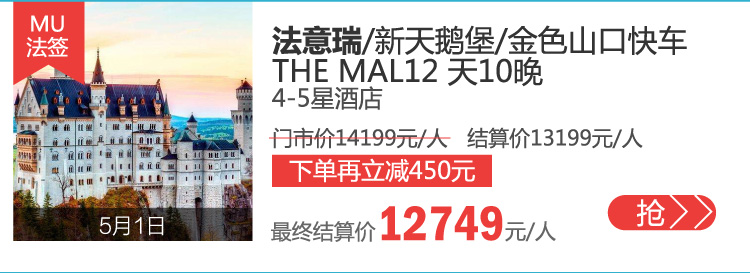 MU
法签
5月1日
法意瑞/新天鹅堡/金色山口快车
THE MAL12 天10晚
4-5星酒店
门市价14199元/人 结算价13199元/人
下单再立减450元
最终结算价 12749元/人
抢